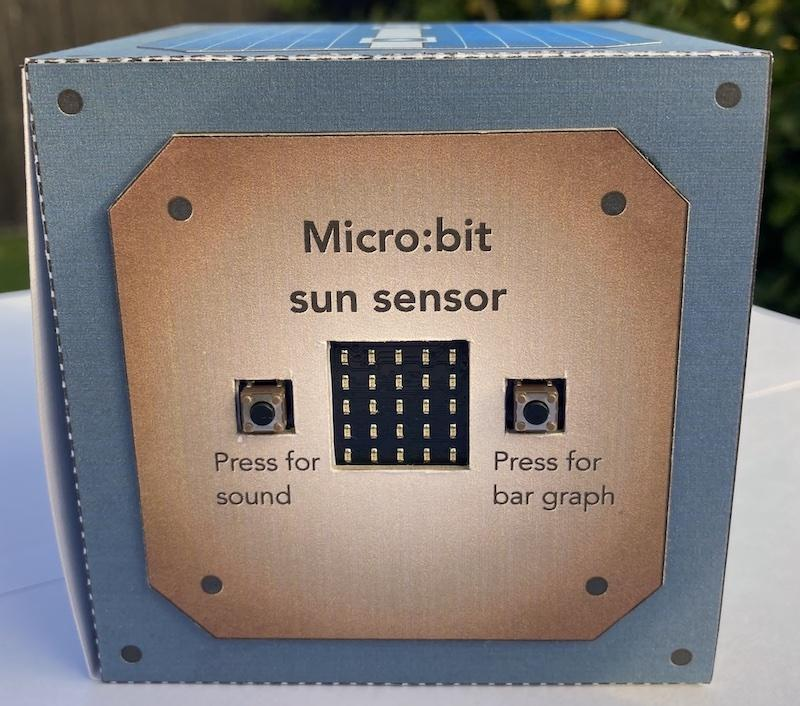 Micro:bit
sun sensor
Press for
sound
Press for
bar graph